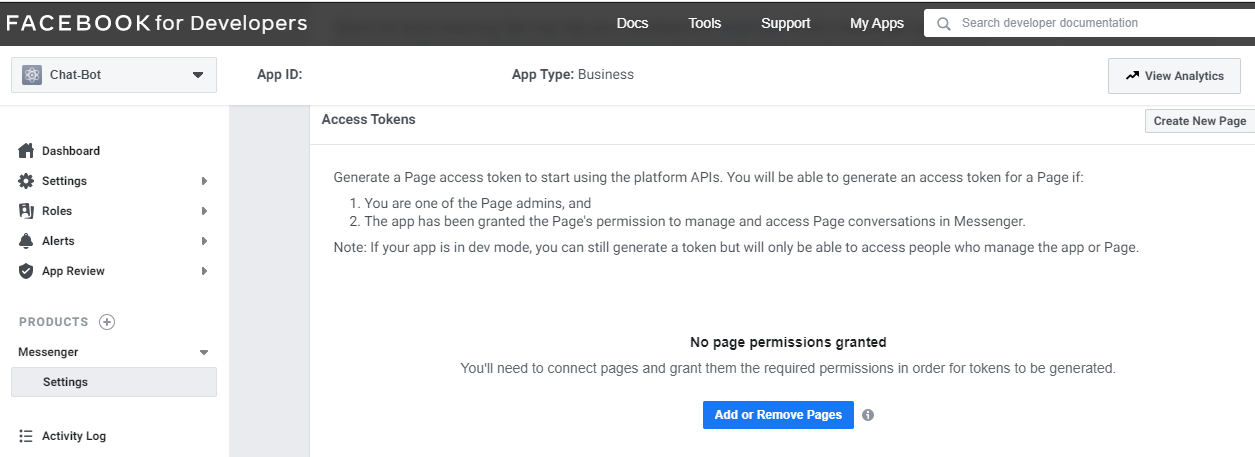 FACEBOOK for Developers Docs Tools Support My Apps Search developer documentation
Chat-Bot App ID: App Type: Business View Analytics
Access Tokens Create New Page
Dashboard
Settings
Roles
Alerts
App Review
PRODUCTS
Messenger
Settings
Activity Log
Generate a Page access token to start using the platform APIs. You will be able to generate an access token for a Page if:
1. You are one of the Page admins, and
2. The app has been granted the Page's permission to manage and access Page conversations in Messenger.
Note: If your app is in dev mode, you can still generate a token but will only be able to access people who manage the app or Page.
No page permissions granted
You'll need to connect pages and grant them the required permissions in order for tokens to be generated.
Add or Remove Pages